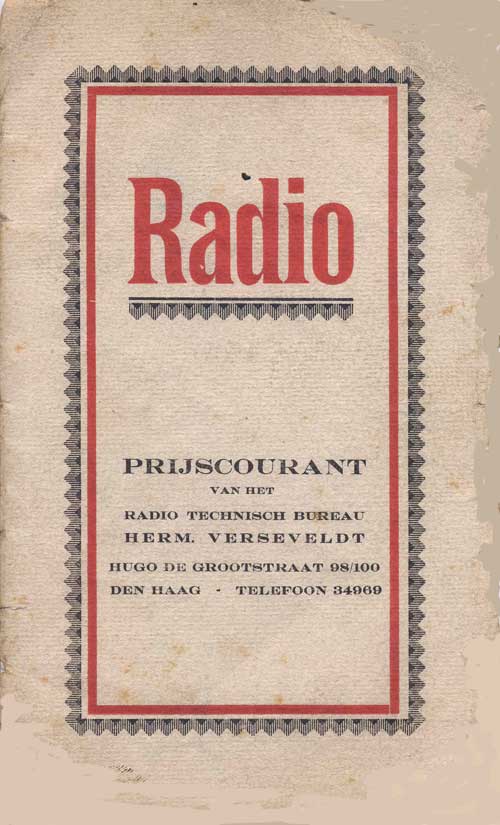 Radio
PRIJSCOURANT
VAN HET
RADIO TECHNISCH BUREAU
HERM. VERSEVELDT
HUGO DE GROOTSTRAAT 98/100
DEN HAAG - TELEFOON 34969